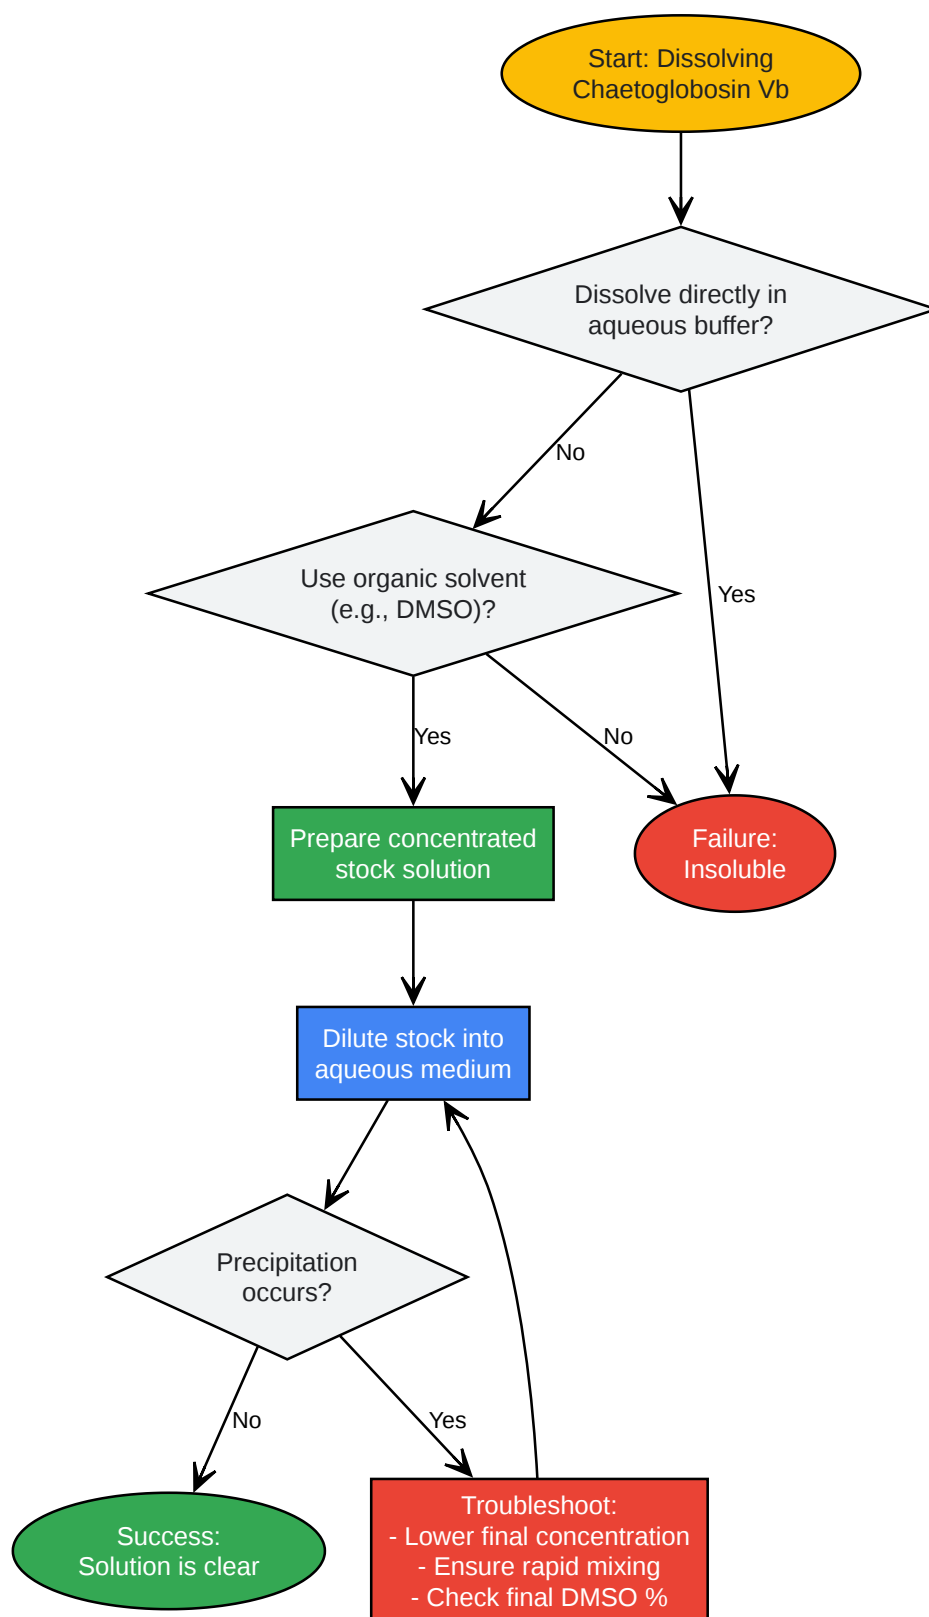 Start: Dissolving
Chaetoglobosin Vb
Dissolve directly in
aqueous buffer?
No
Yes
Use organic solvent
(e.g., DMSO)?
Yes
No
Prepare concentrated
stock solution
Failure:
Insoluble
Dilute stock into
aqueous medium
Precipitation
occurs?
No
Yes
Success:
Solution is clear
Troubleshoot:
- Lower final concentration
- Ensure rapid mixing
- Check final DMSO %